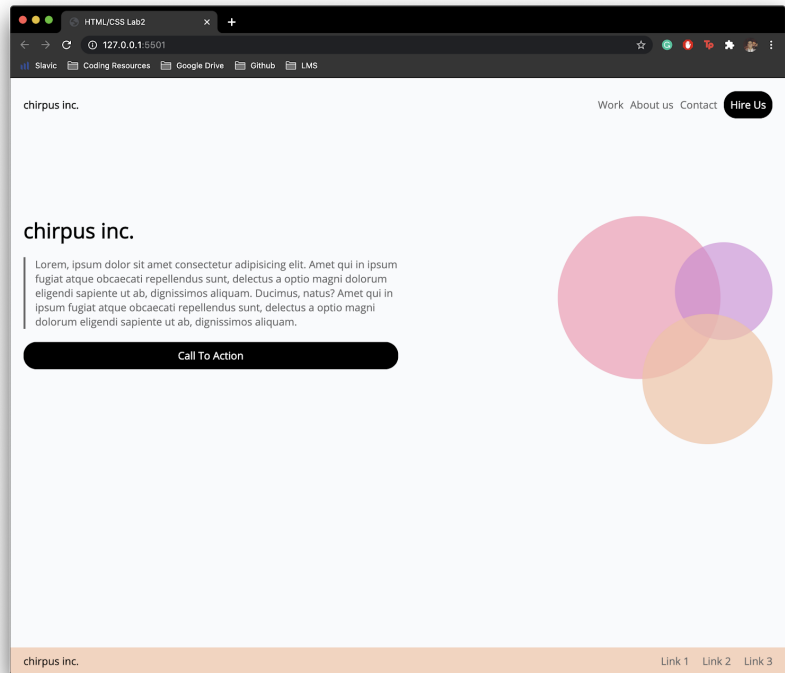 HTML/CSS Lab2
127.0.0.1:5501
Slavic Coding Resources Google Drive Github LMS
chirpus inc. Work About us Contact Hire Us
chirpus inc.
Lorem, ipsum dolor sit amet consectetur adipisicing elit. Amet qui in ipsum
fugiat atque obcaecati repellendus sunt, delectus a optio magni dolorum
eligendi sapiente ut ab, dignissimos aliquam. Ducimus, natus? Amet qui in
ipsum fugiat atque obcaecati repellendus sunt, delectus a optio magni
dolorum eligendi sapiente ut ab, dignissimos aliquam.
Call To Action
chirpus inc. Link 1 Link 2 Link 3